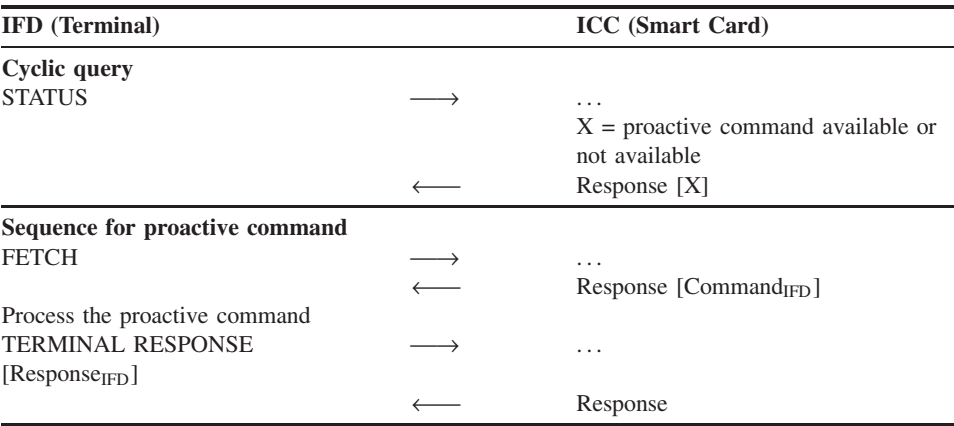 IFD (Terminal) ICC (Smart Card)
Cyclic query
STATUS ⟶ . . .
X = proactive command available or
not available
⟵ Response [X]
Sequence for proactive command
FETCH ⟶ . . .
⟵ Response [Command_IFD]
Process the proactive command
TERMINAL RESPONSE ⟶ . . .
[Response_IFD]
⟵ Response